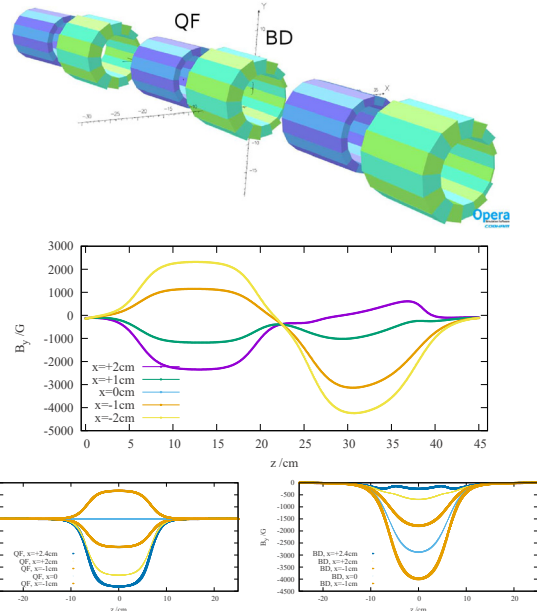 QF
BD
Y
X
Opera
3000
2000
1000
0
-1000
-2000
-3000
-4000
-5000
B_y /G
x=+2cm
x=+1cm
x=0cm
x=-1cm
x=-2cm
0 5 10 15 20 25 30 35 40 45
z /cm
QF, x=+2.4cm
QF, x=+2cm
QF, x=-1cm
QF, x=0
QF, x=-1cm
-20 -10 0 10 20
z /cm
0
-500
-1000
-1500
-2000
-2500
-3000
-3500
-4000
-4500
B_y /G
BD, x=+2.4cm
BD, x=+2cm
BD, x=-1cm
BD, x=0
BD, x=-1cm
-20 -10 0 10 20
z /cm